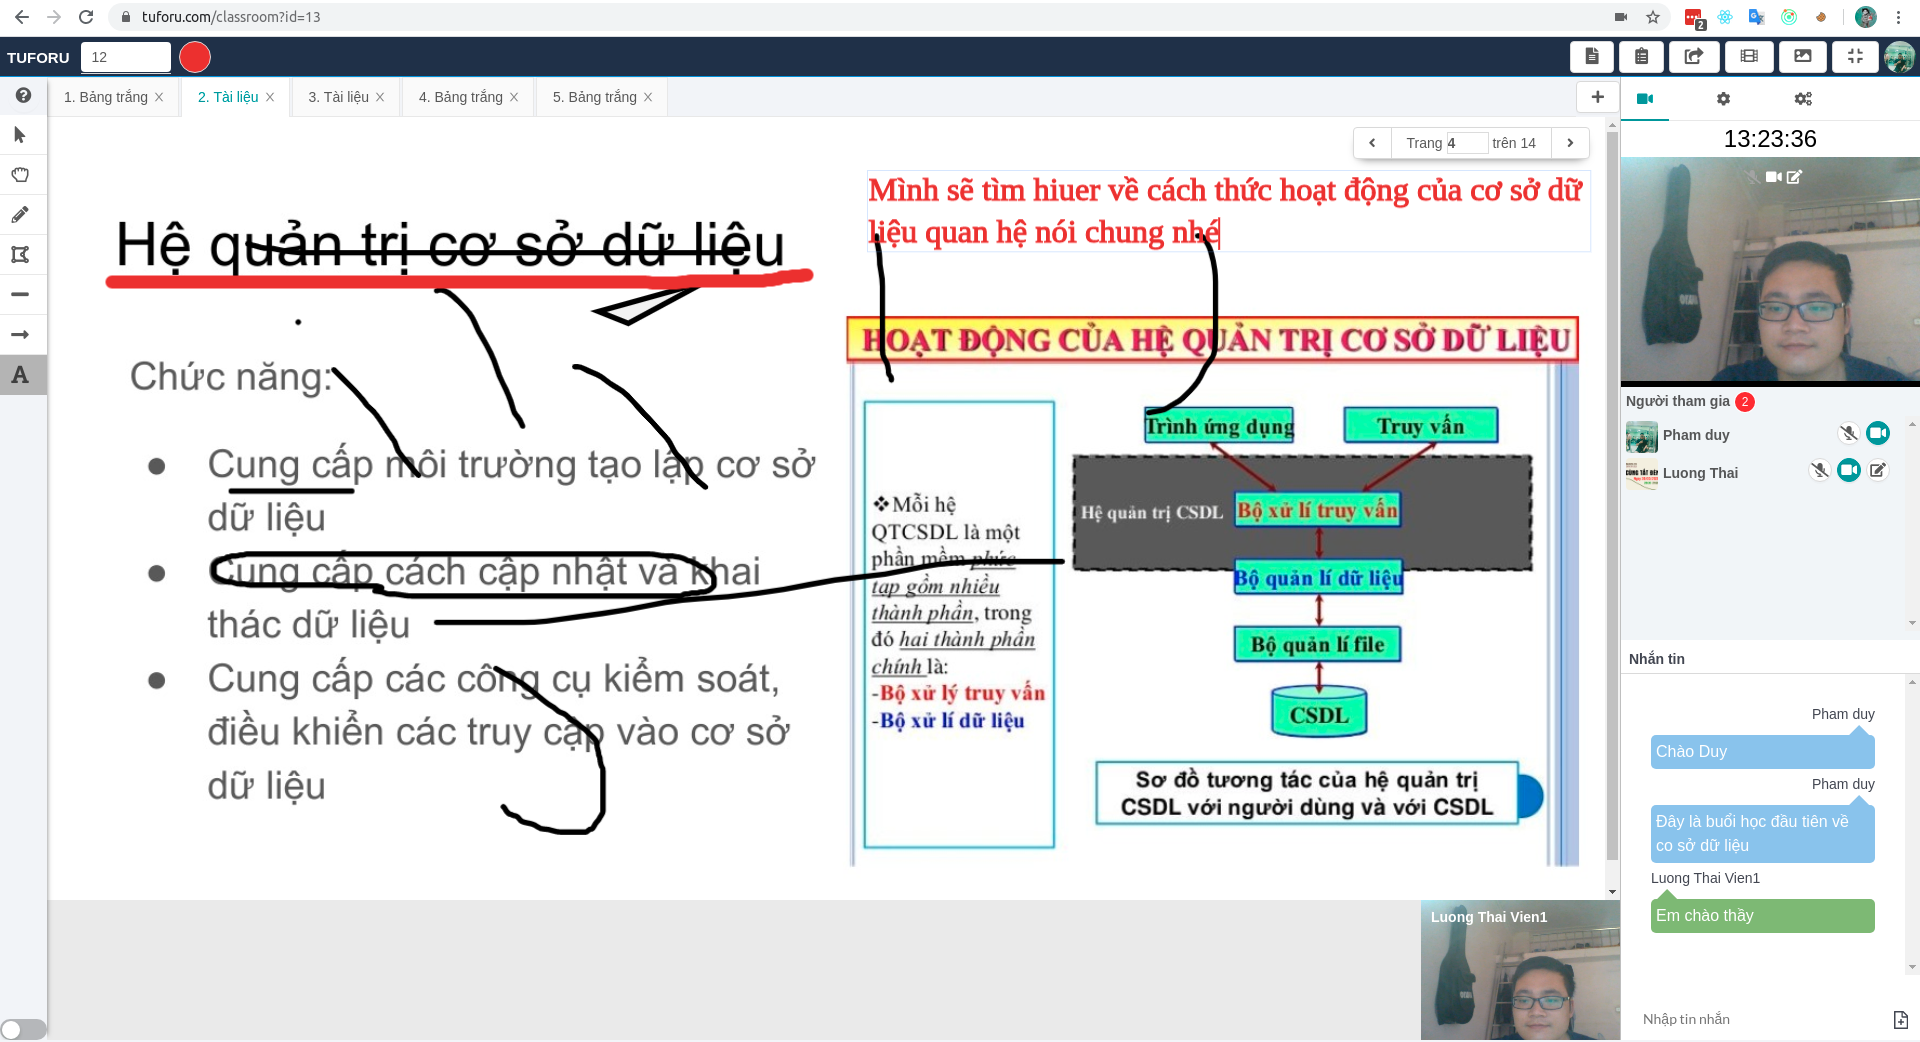 tuforu.com/classroom?id=13
2
TUFORU
12
1. Bảng trắng
2. Tài liệu
3. Tài liệu
4. Bảng trắng
5. Bảng trắng
Trang 4 trên 14
13:23:36
Mình sẽ tìm hiuer về cách thức hoạt động của cơ sở dữ
liệu quan hệ nói chung nhé
Hệ quản trị cơ sở dữ liệu
Chức năng:
● Cung cấp môi trường tạo lập cơ sở
dữ liệu
● Cung cấp cách cập nhật và khai
thác dữ liệu
● Cung cấp các công cụ kiểm soát,
điều khiển các truy cập vào cơ sở
dữ liệu
HOẠT ĐỘNG CỦA HỆ QUẢN TRỊ CƠ SỞ DỮ LIỆU
❖Mỗi hệ
QTCSDL là một
phần mềm phức
tạp gồm nhiều
thành phần, trong
đó hai thành phần
chính là:
-Bộ xử lý truy vấn
-Bộ xử lí dữ liệu
Trình ứng dụng
Truy vấn
Hệ quản trị CSDL
Bộ xử lí truy vấn
Bộ quản lí dữ liệu
Bộ quản lí file
CSDL
Sơ đồ tương tác của hệ quản trị
CSDL với người dùng và với CSDL
Luong Thai Vien1
Người tham gia 2
Pham duy
Luong Thai
Nhắn tin
Pham duy
Chào Duy
Pham duy
Đây là buổi học đầu tiên về
co sở dữ liệu
Luong Thai Vien1
Em chào thầy
Nhập tin nhắn